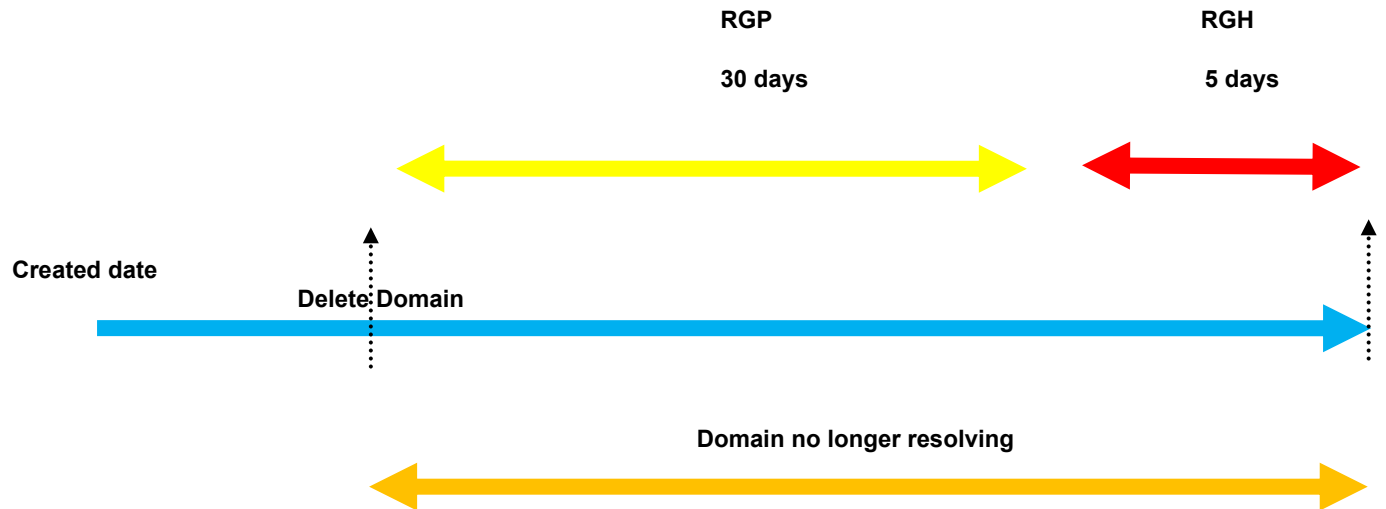 RGP
RGH
30 days
5 days
Created date
Delete Domain
Domain no longer resolving